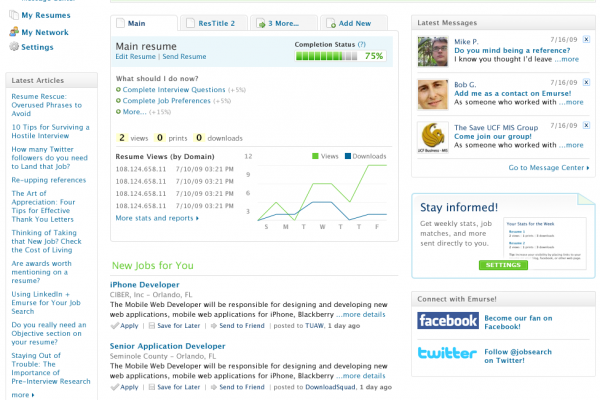 My Resumes
My Network
Settings
Latest Articles
Resume Rescue:
Overused Phrases to
Avoid
10 Tips for Surviving a
Hostile Interview
How many Twitter
followers do you need
to Land that Job?
Re-upping references
The Art of
Appreciation: Four
Tips for Effective
Thank You Letters
Thinking of Taking
that New Job? Check
the Cost of Living
Are awards worth
mentioning on a
resume?
Using LinkedIn +
Emurse for Your Job
Search
Do you really need an
Objective section on
your resume?
Staying Out of
Trouble: The
Importance of
Pre-Interview Research
more
Main
ResTitle 2
3 More...
Add New
Main resume
Edit Resume | Send Resume
Completion Status (?)
75%
What should I do now?
Complete Interview Questions (+5%)
Complete Job Preferences (+5%)
More... (+15%)
2 views 0 prints 0 downloads
Resume Views (by Domain)
108.124.658.11 7/10/09 03:21 PM
108.124.658.11 7/10/09 03:21 PM
108.124.658.11 7/10/09 03:21 PM
108.124.658.11 7/10/09 03:21 PM
More stats and reports
Views Downloads
12
9
6
3
S M T W T F S
New Jobs for You
iPhone Developer
CIBER, Inc - Orlando, FL
The Mobile Web Developer will be responsible for designing and developing new
web applications, mobile web applications for iPhone, Blackberry ...more details
Apply | Save for Later | Send to Friend | posted to TUAW, 1 day ago
Senior Application Developer
Seminole County - Orlando, FL
The Mobile Web Developer will be responsible for designing and developing new
web applications, mobile web applications for iPhone, Blackberry ...more details
Apply | Save for Later | Send to Friend | posted to DownloadSquad, 1 day ago
Latest Messages
Mike P. 7/16/09 x
Do you mind being a reference?
I know you thought I'd leave ...more
Bob G. 7/16/09 x
Add me as a contact on Emurse!
As someone who worked with ...more
UCF Business - MIS
The Save UCF MIS Group 7/16/09 x
Come join our group!
As someone who worked with ...more
Go to Message Center
Stay informed!
Get weekly stats, job
matches, and more
sent directly to you.
Your Stats for the Week
Resume 1
Resume 2
SETTINGS
Connect with Emurse!
facebook
Become our fan on
Facebook!
twitter
Follow @jobsearch
on Twitter!